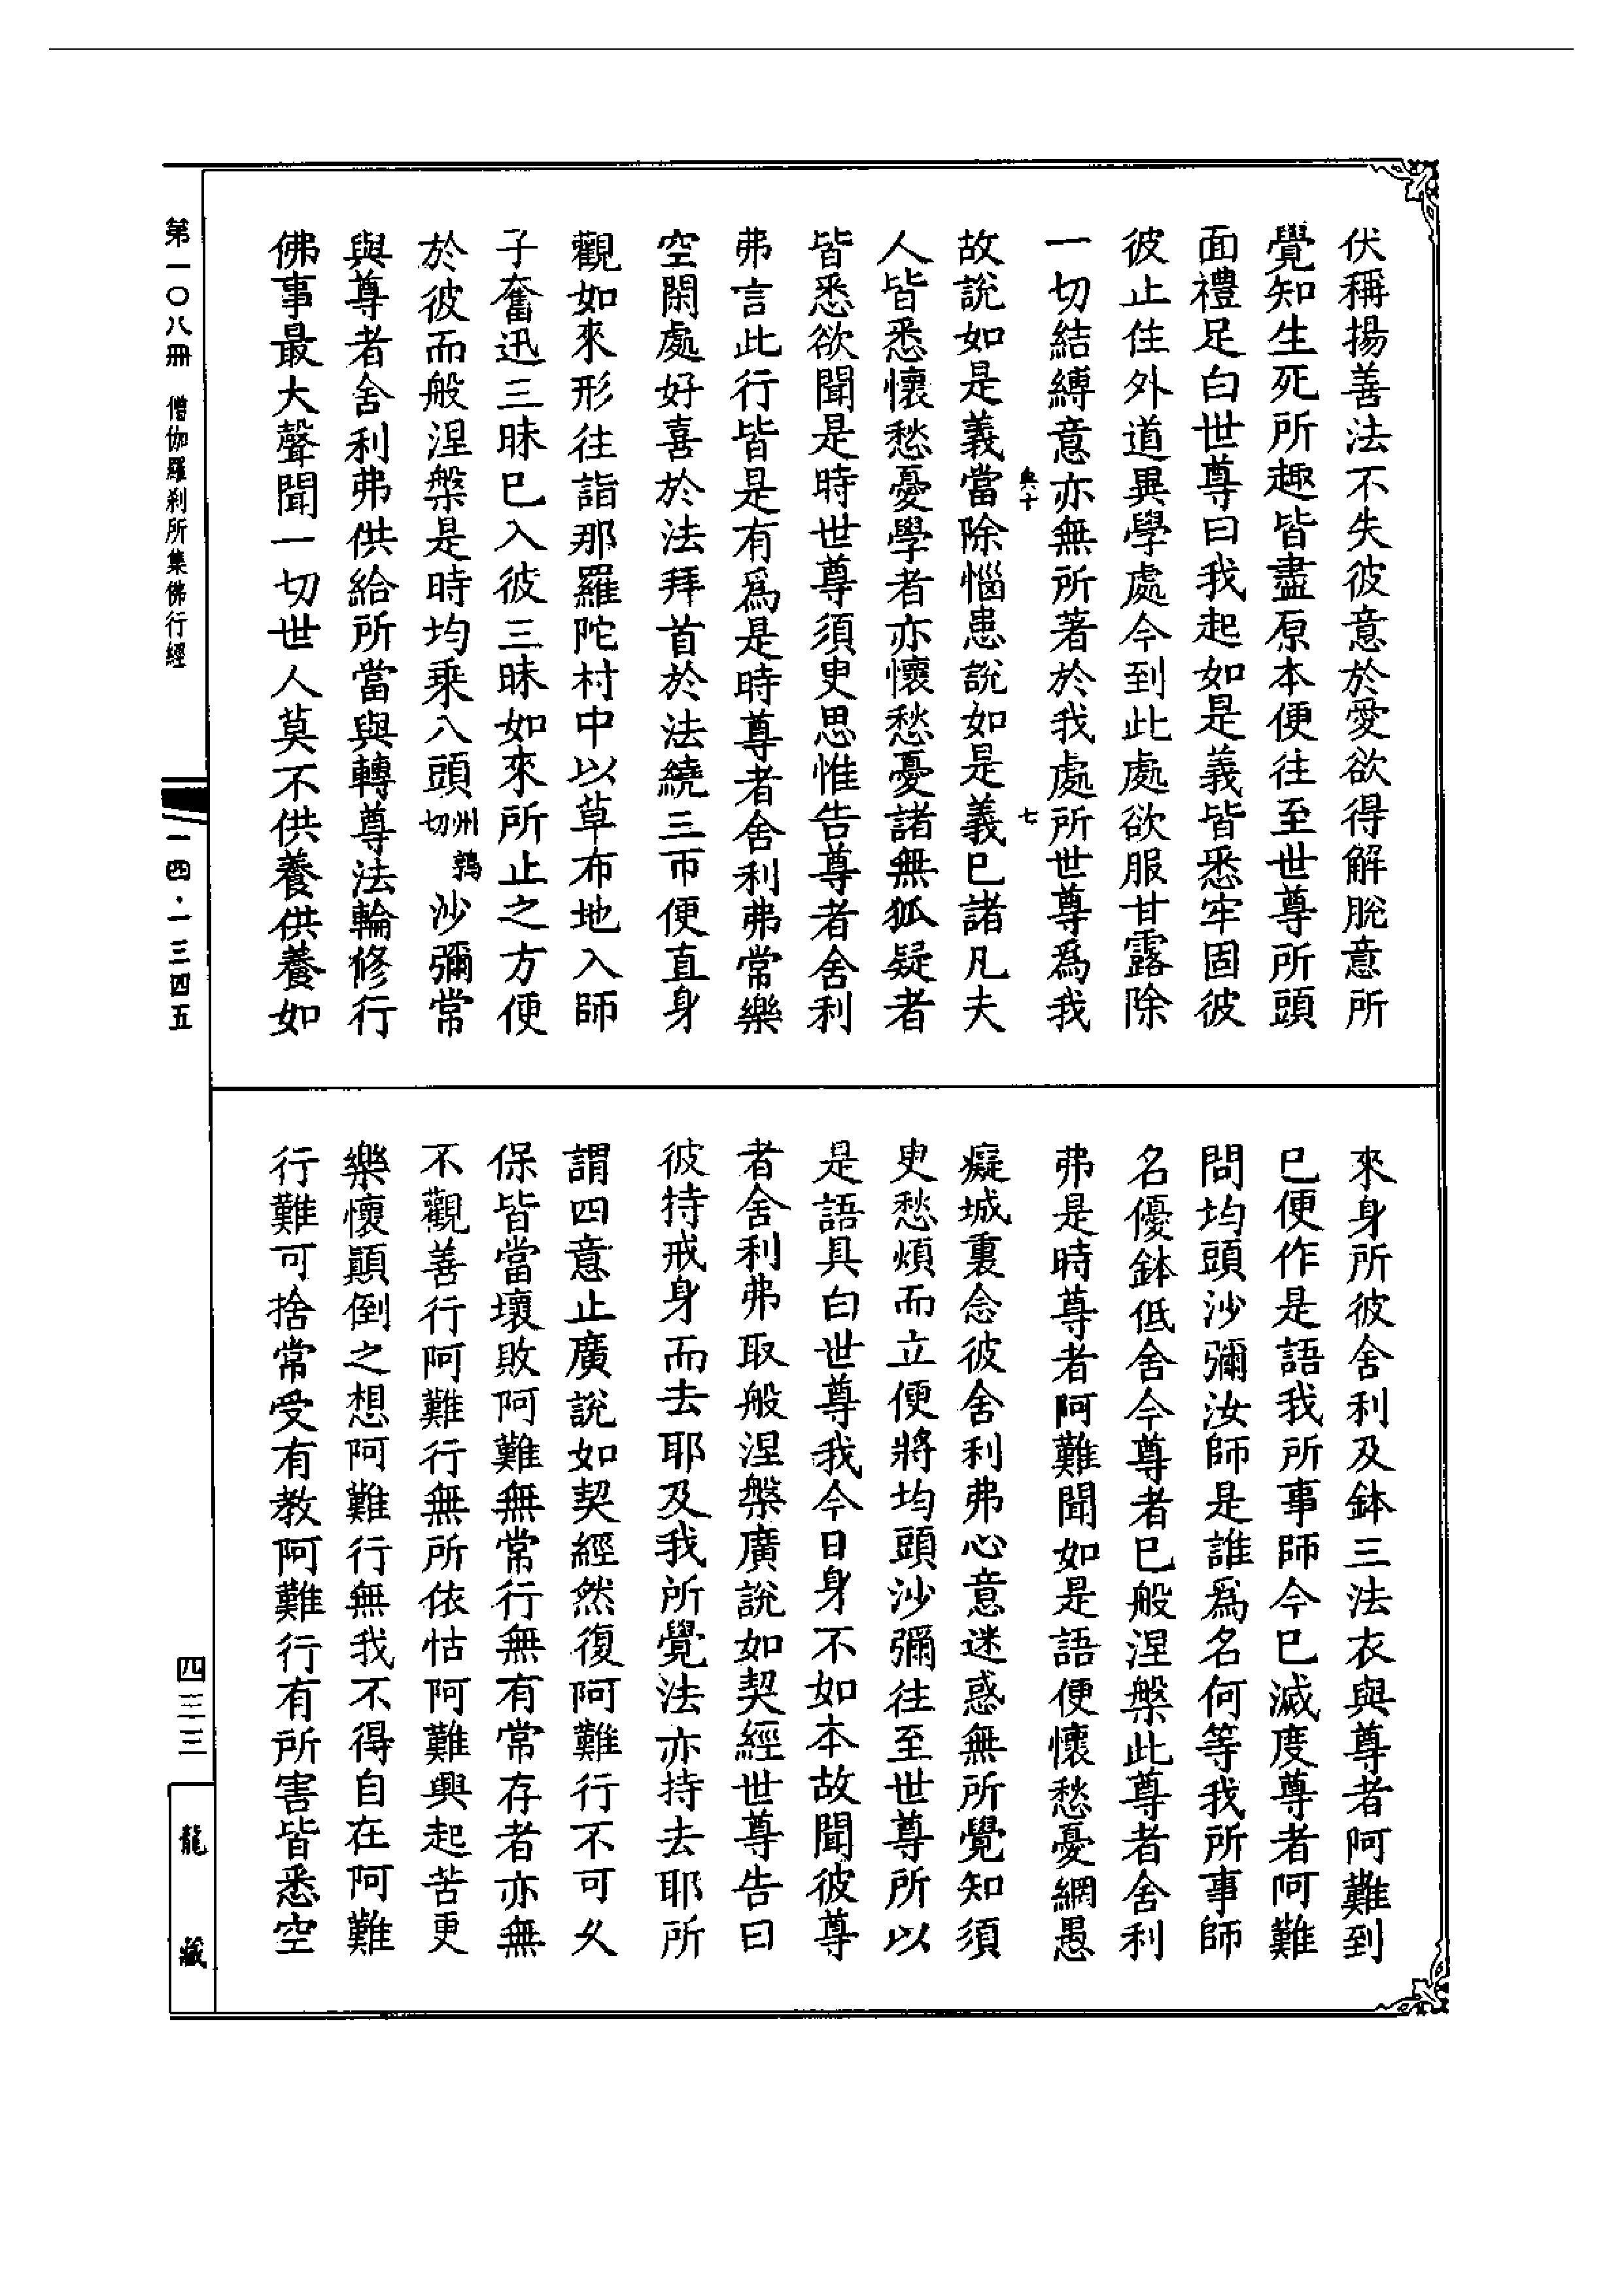 伏稱揚善法不失彼意於愛欲得解脫意所
覺知生死所趣皆盡原本便往至世尊所頭
面禮足白世尊曰我起如是義皆悉牢固彼
彼止住外道異學處今到此處欲服甘露除
一切結縛意亦無所著於我處所世尊為我
故說如是義當除惱患說如是義已諸凡夫
人皆悉懷愁憂學者亦懷愁憂諸無狐疑者
皆悉欲聞是時世尊須臾思惟告尊者舍利
弗言此行皆是有為是時尊者舍利弗常樂
空閑處好喜於法拜首於法繞三帀便直身
觀如來形往詣那羅陀村中以草布地入師
子奮迅三昧已入彼三昧如來所止之方便
於彼而般涅槃是時均乘八頭州鶉切沙彌常
與尊者舍利弗供給所當與轉尊法輪修行
佛事最大聲聞一切世人莫不供養供養如
來身所彼舍利及鉢三法衣與尊者阿難到
已便作是語我所事師今已滅度尊者阿難
問均頭沙彌汝師是誰為名何等我所事師
名優鉢低舍今尊者已般涅槃此尊者舍利
弗是時尊者阿難聞如是語便懷愁憂網愚
癡城裏念彼舍利弗心意迷惑無所覺知須
臾愁煩而立便將均頭沙彌往至世尊所以
是語具白世尊我今日身不如本故聞彼尊
者舍利弗取般涅槃廣說如契經世尊告曰
彼持戒身而去耶及我所覺法亦持去耶所
謂四意止廣說如契經然復阿難行不可久
保皆當壞敗阿難無常行無有常存者亦無
不觀善行阿難行無所依怙阿難興起苦更
樂懷顛倒之想阿難行無我不得自在阿難
行難可捨常受有教阿難行有所害皆悉空
第一〇八冊 僧伽羅剎所集佛行經
一四·一三四五
四三三
龍藏
典十
七